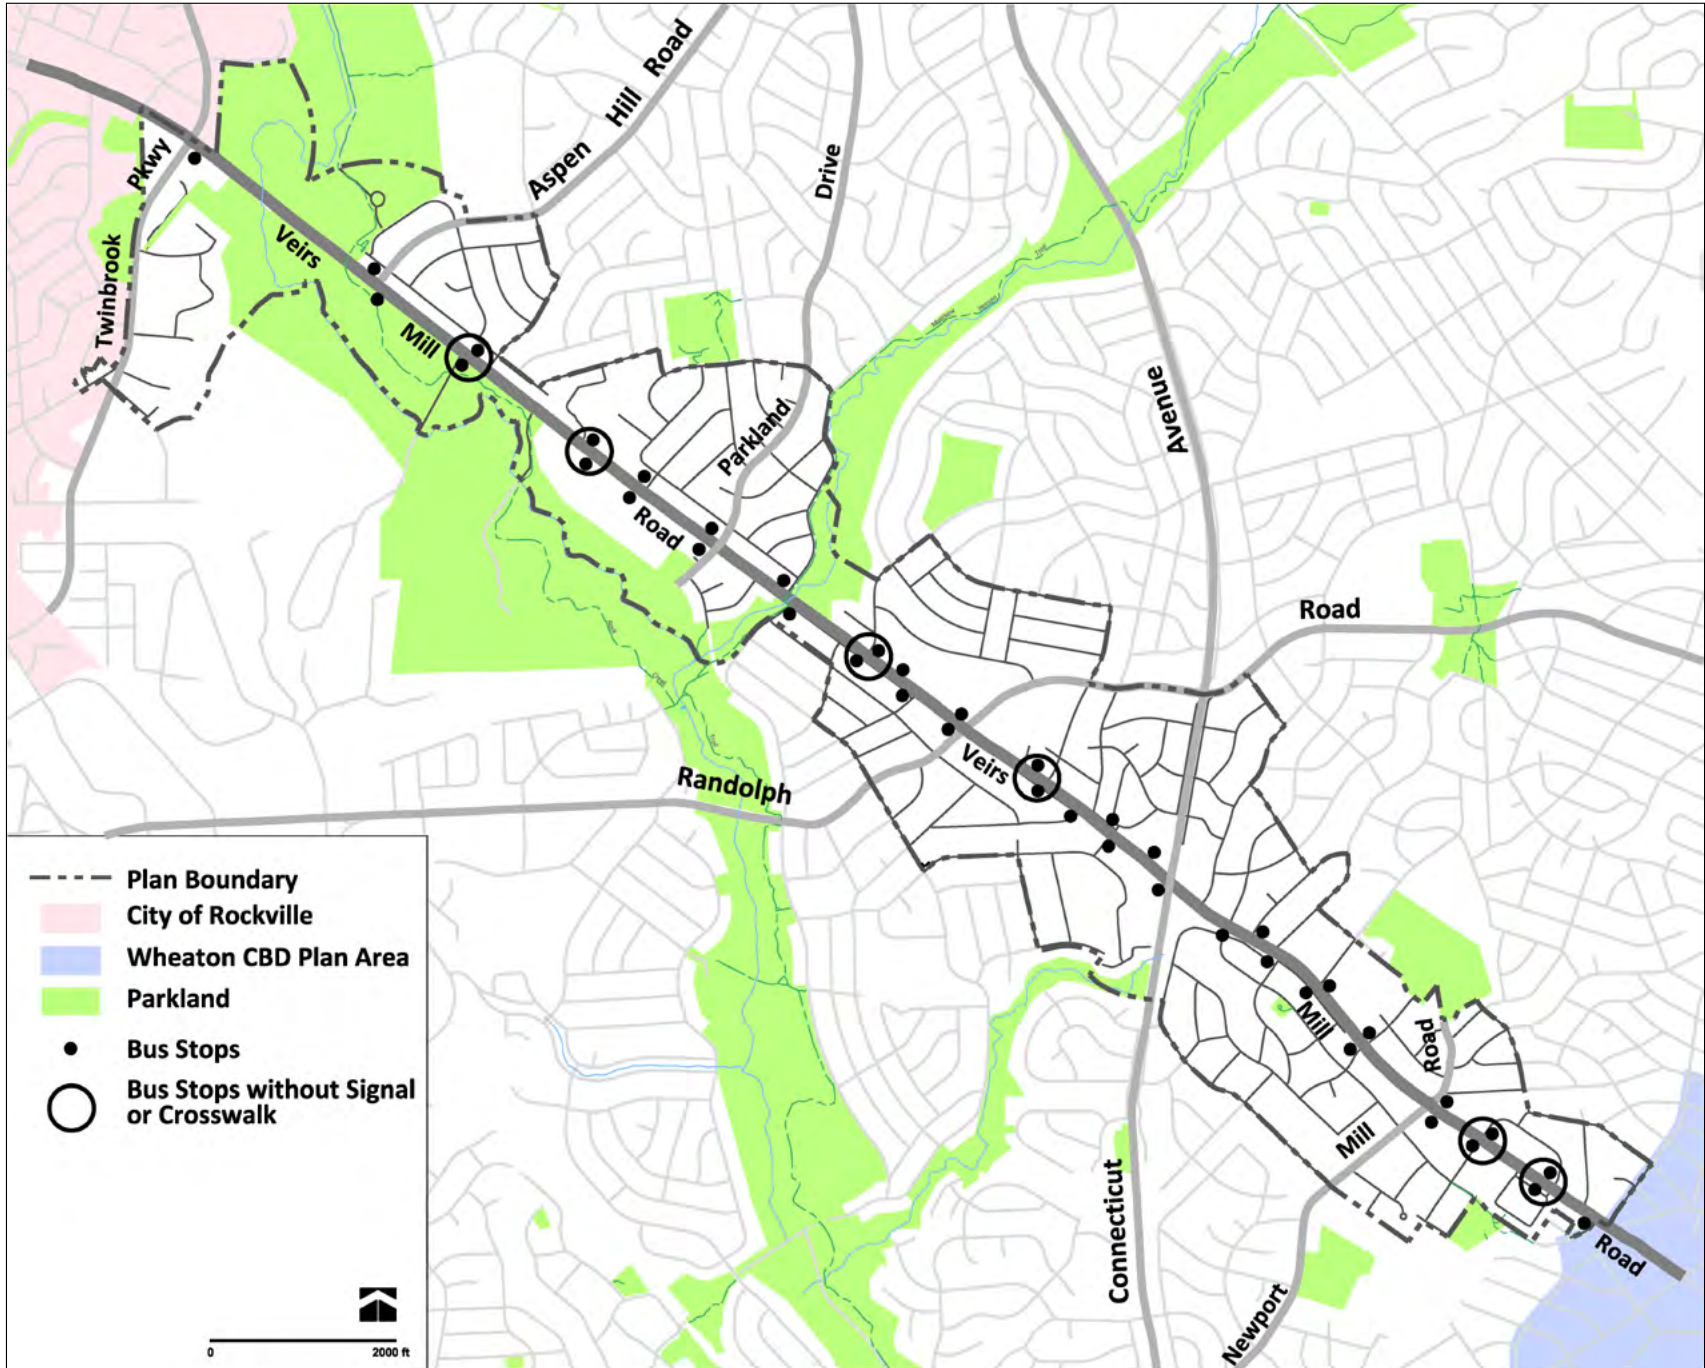 Aspen
Hill
Road
Drive
Pkwy
Twinbrook
Veirs
Mill
Road
Parkland
Avenue
Road
Randolph
Veirs
Mill
Road
Mill
Connecticut
Newport
Road
Plan Boundary
City of Rockville
Wheaton CBD Plan Area
Parkland
Bus Stops
Bus Stops without Signal
or Crosswalk
0 2000 ft